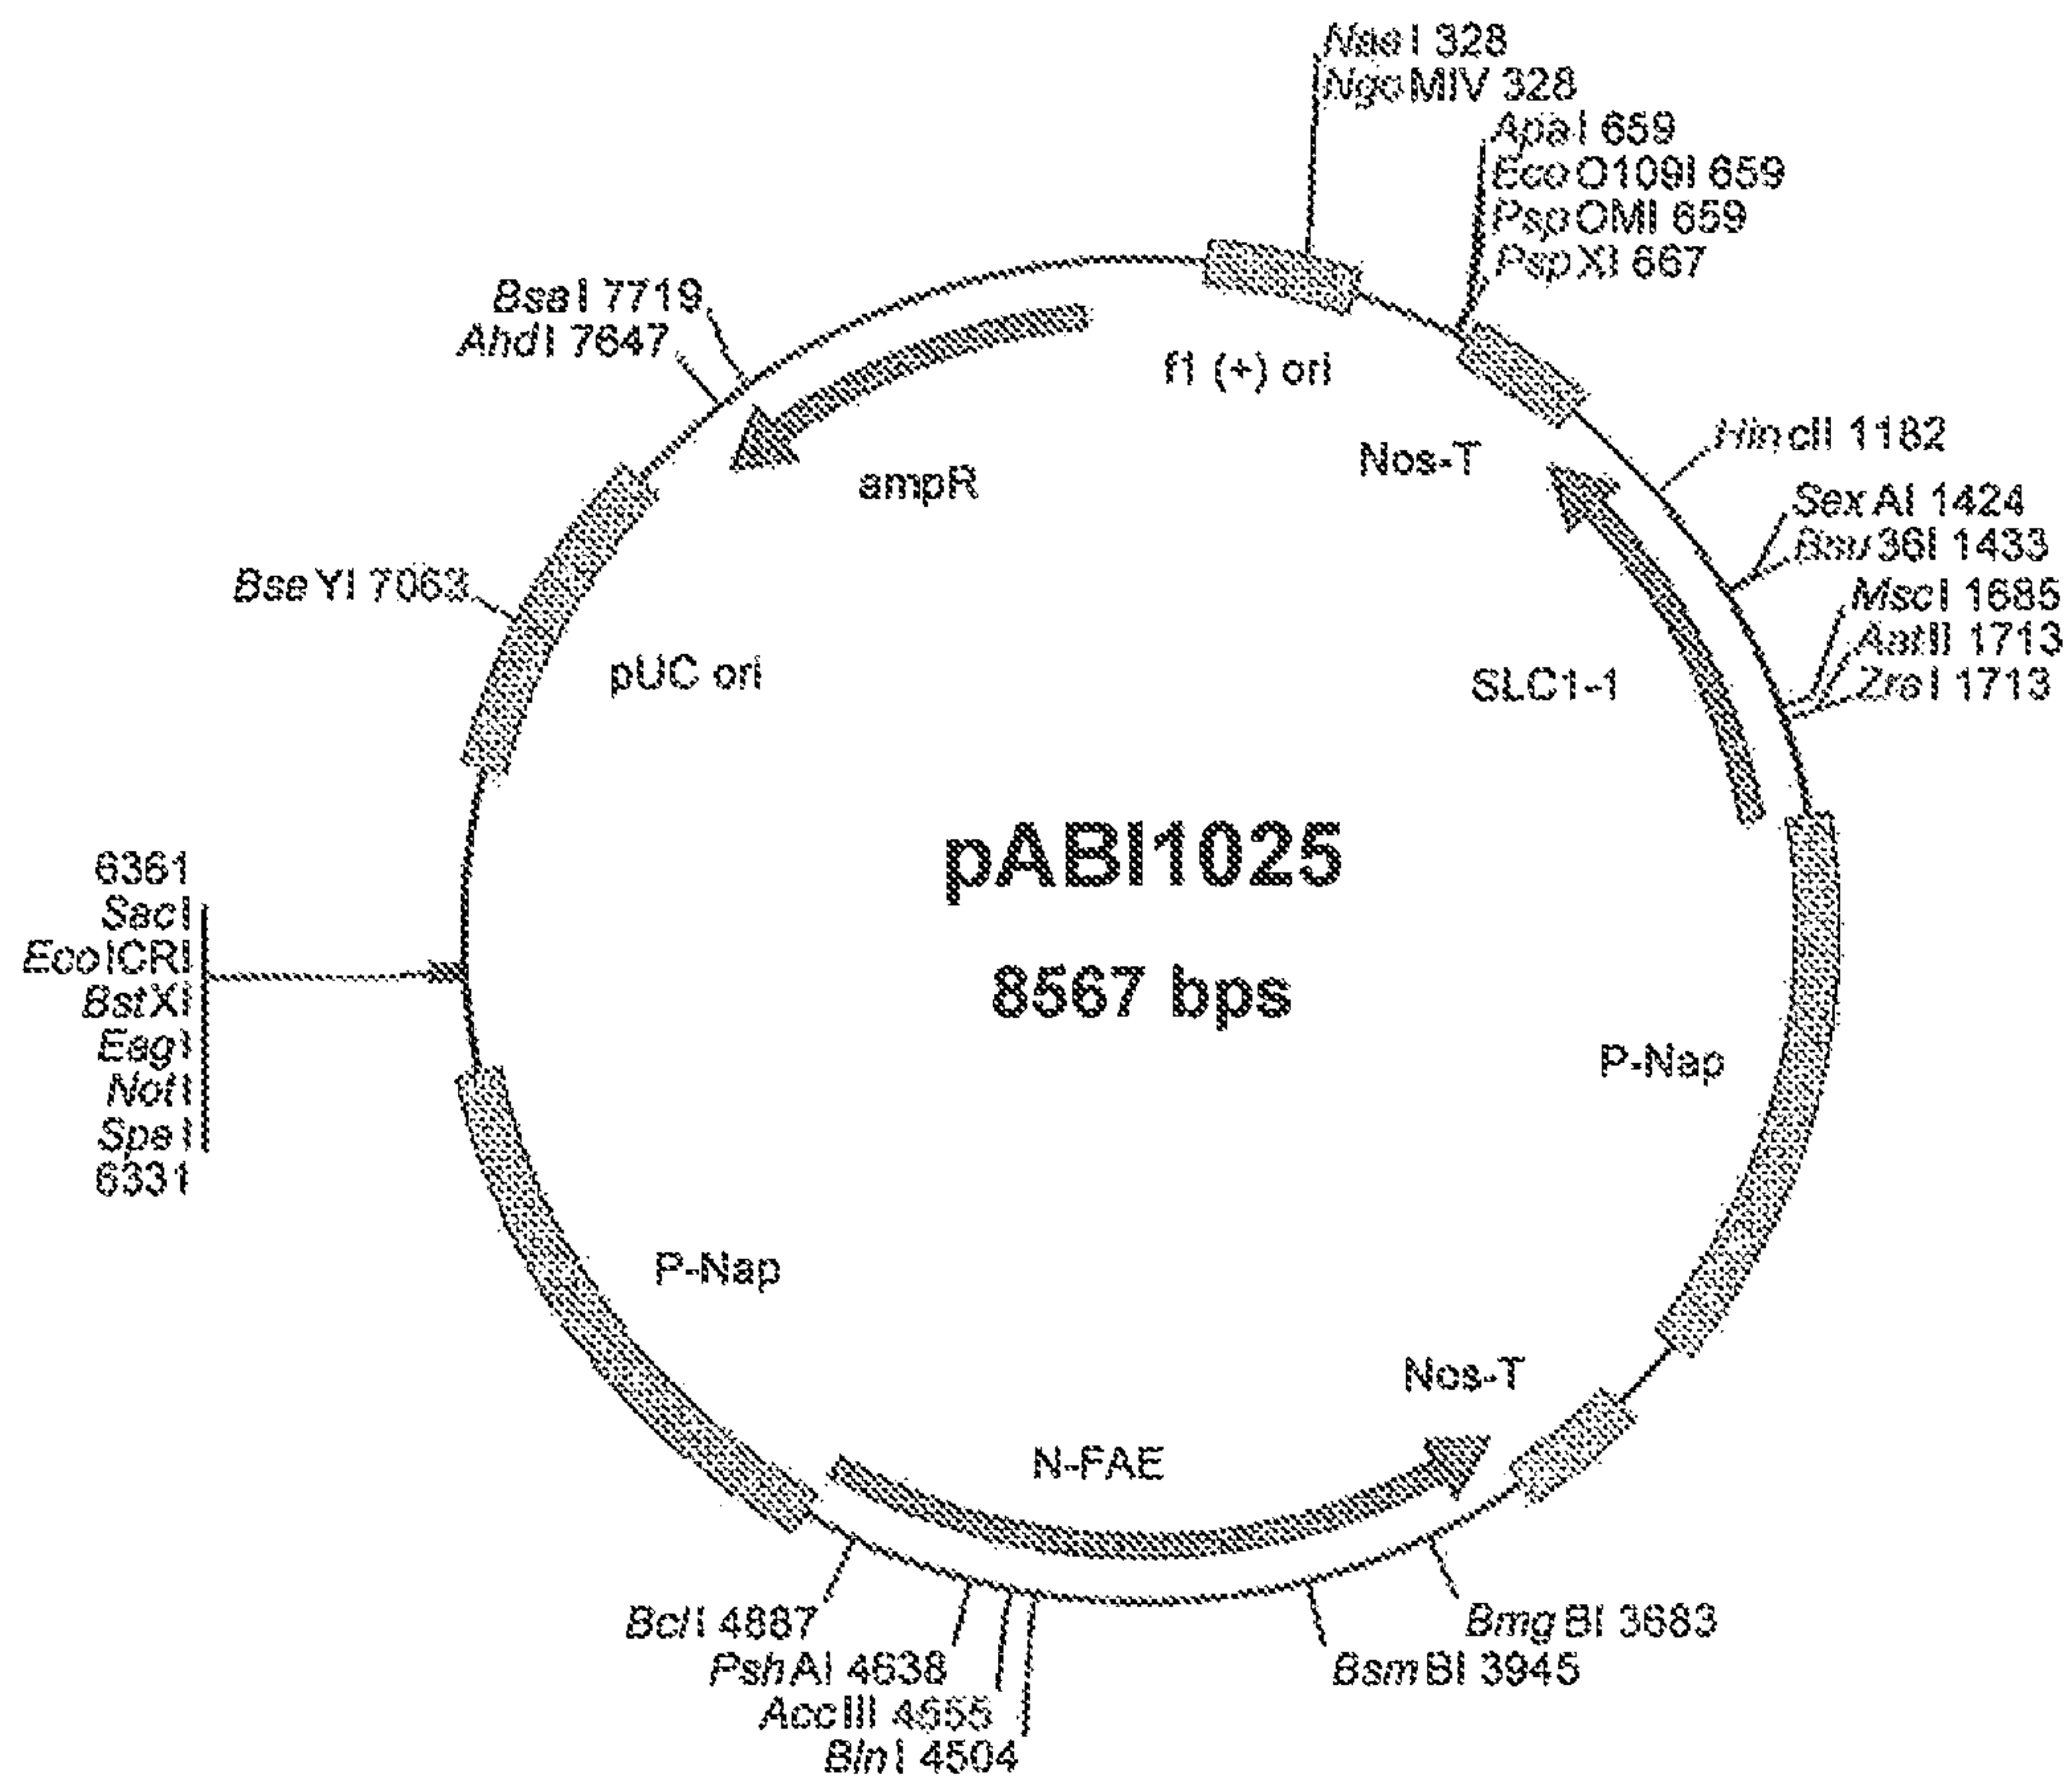 Nae I 328
NgoMIV 328
Apa I 659
EcoO109I 659
PspOMI 659
PspXI 667
BsaI 7719
AhdI 7647
f1 (+) ori
Nos-T
HincII 1182
ampR
SexAI 1424
Bsu36I 1433
MscI 1685
AatII 1713
ZraI 1713
BseYI 7063
pUC ori
SLC1-1
pABI1025
8567 bps
6361
SacI
EcoICRI
BstXI
EagI
NotI
SpeI
6331
P-Nap
P-Nap
Nos-T
N-FAE
BclI 4887
PshAI 4638
AccIII 4555
BlnI 4504
BmgBI 3683
BsmBI 3945